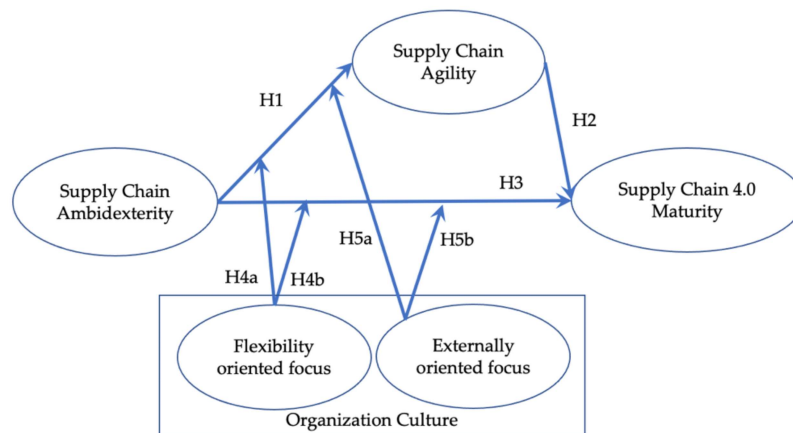 Supply Chain
Agility
H1
H2
Supply Chain
Ambidexterity
H3
Supply Chain 4.0
Maturity
H5a
H5b
H4a
H4b
Flexibility
oriented focus
Externally
oriented focus
Organization Culture